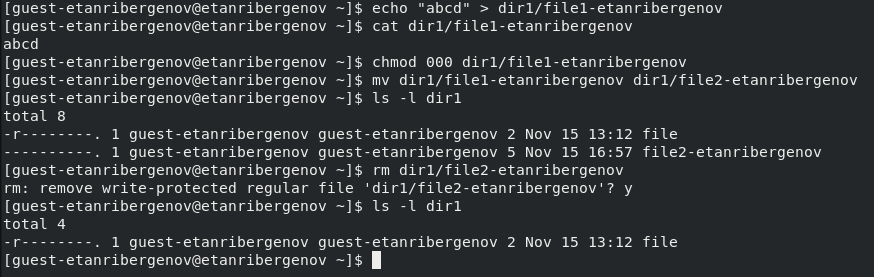 [guest-etanribergenov@etanribergenov ~]$ echo "abcd" > dir1/file1-etanribergenov
[guest-etanribergenov@etanribergenov ~]$ cat dir1/file1-etanribergenov
abcd
[guest-etanribergenov@etanribergenov ~]$ chmod 000 dir1/file1-etanribergenov
[guest-etanribergenov@etanribergenov ~]$ mv dir1/file1-etanribergenov dir1/file2-etanribergenov
[guest-etanribergenov@etanribergenov ~]$ ls -l dir1
total 8
-r--------. 1 guest-etanribergenov guest-etanribergenov 2 Nov 15 13:12 file
----------. 1 guest-etanribergenov guest-etanribergenov 5 Nov 15 16:57 file2-etanribergenov
[guest-etanribergenov@etanribergenov ~]$ rm dir1/file2-etanribergenov
rm: remove write-protected regular file 'dir1/file2-etanribergenov'? y
[guest-etanribergenov@etanribergenov ~]$ ls -l dir1
total 4
-r--------. 1 guest-etanribergenov guest-etanribergenov 2 Nov 15 13:12 file
[guest-etanribergenov@etanribergenov ~]$